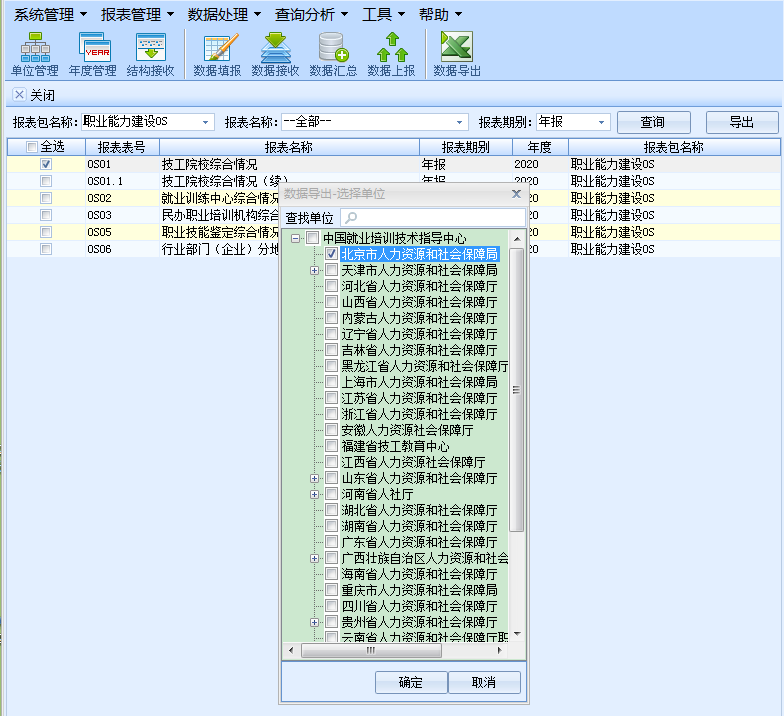 系统管理 报表管理 数据处理 查询分析 工具 帮助
YEAR
单位管理 年度管理 结构接收 数据填报 数据接收 数据汇总 数据上报 数据导出
关闭
报表包名称: 职业能力建设OS 报表名称: --全部-- 报表期别: 年报 查询 导出
全选 报表表号 报表名称 报表期别 年度 报表包名称
OS01 技工院校综合情况 年报 2020 职业能力建设OS
OS01.1 技工院校综合情况（续） 年报 2020 职业能力建设OS
OS02 就业训练中心综合情况 职业能力建设OS
OS03 民办职业培训机构综合 职业能力建设OS
OS05 职业技能鉴定综合情况 职业能力建设OS
OS06 行业部门（企业）分地 职业能力建设OS
数据导出-选择单位
查找单位
中国就业培训技术指导中心
北京市人力资源和社会保障局
天津市人力资源和社会保障局
河北省人力资源和社会保障厅
山西省人力资源和社会保障厅
内蒙古人力资源和社会保障厅
辽宁省人力资源和社会保障厅
吉林省人力资源和社会保障厅
黑龙江省人力资源和社会保障厅
上海市人力资源和社会保障局
江苏省人力资源和社会保障厅
浙江省人力资源和社会保障厅
安徽人力资源社会保障厅
福建省技工教育中心
江西省人力资源社会保障厅
山东省人力资源和社会保障厅
河南省人社厅
湖北省人力资源和社会保障厅
湖南省人力资源和社会保障厅
广东省人力资源和社会保障厅
广西壮族自治区人力资源和社会
海南省人力资源和社会保障厅
重庆市人力资源和社会保障局
四川省人力资源和社会保障厅
贵州省人力资源和社会保障厅
云南省人力资源和社会保障厅职
确定 取消